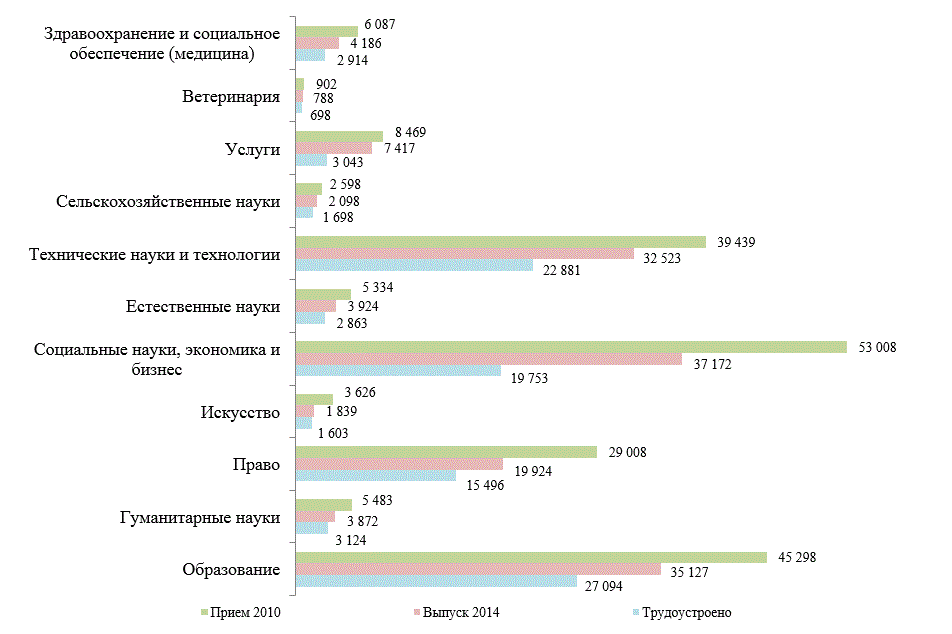 Здравоохранение и социальное
обеспечение (медицина)
6 087
4 186
2 914
Ветеринария
902
788
698
Услуги
8 469
7 417
3 043
Сельскохозяйственные науки
2 598
2 098
1 698
Технические науки и технологии
39 439
32 523
22 881
Естественные науки
5 334
3 924
2 863
Социальные науки, экономика и
бизнес
53 008
37 172
19 753
Искусство
3 626
1 839
1 603
Право
29 008
19 924
15 496
Гуманитарные науки
5 483
3 872
3 124
Образование
45 298
35 127
27 094
Прием 2010
Выпуск 2014
Трудоустроено